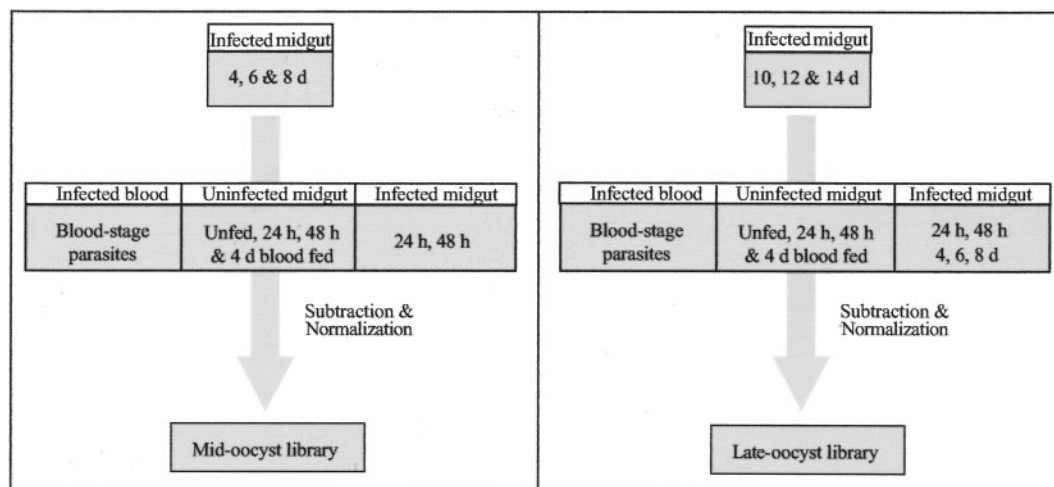 Infected midgut
4, 6 & 8 d
Infected blood
Uninfected midgut
Infected midgut
Blood-stage
parasites
Unfed, 24 h, 48 h
& 4 d blood fed
24 h, 48 h
Subtraction &
Normalization
Mid-oocyst library
Infected midgut
10, 12 & 14 d
Infected blood
Uninfected midgut
Infected midgut
Blood-stage
parasites
Unfed, 24 h, 48 h
& 4 d blood fed
24 h, 48 h
4, 6, 8 d
Subtraction &
Normalization
Late-oocyst library